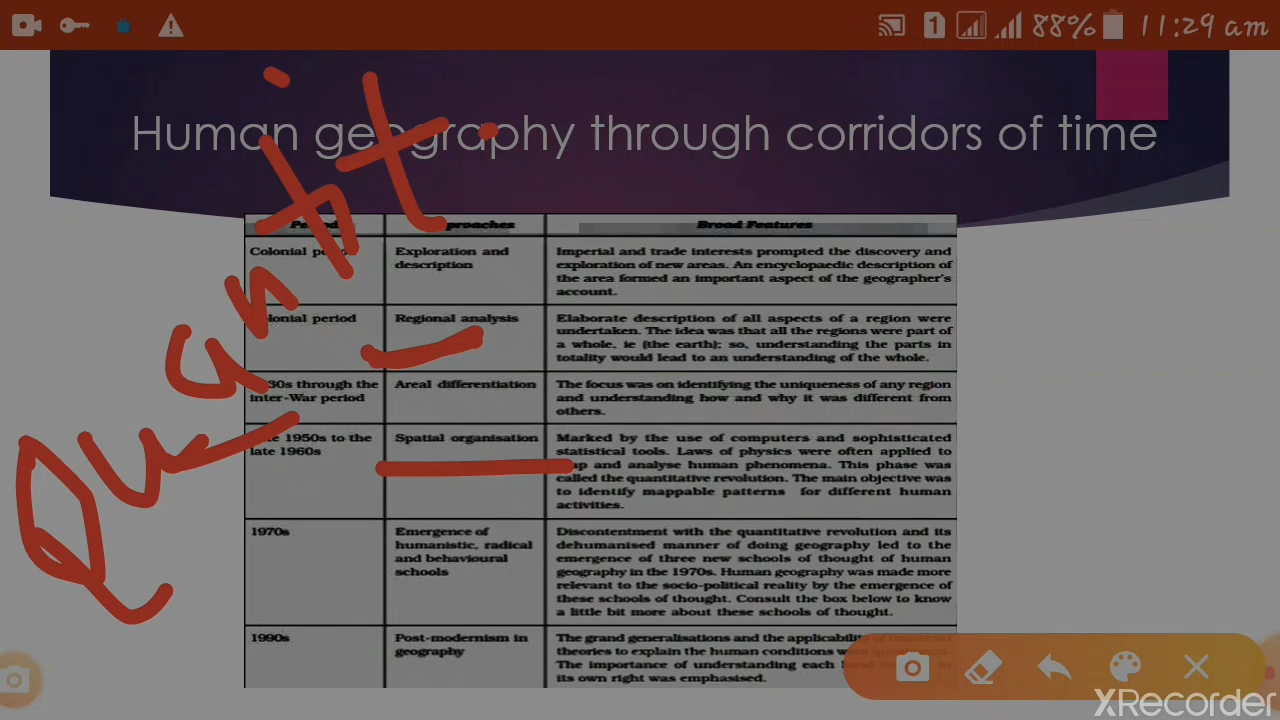 1 88% 11:29 am
Human geography through corridors of time
Broad Features
Colonial Exploration and description
Imperial and trade interests prompted the discovery and
exploration of new areas. An encyclopaedic description of
the area formed an important aspect of the geographer's
account.
period Regional analysis
Elaborate description of all aspects of a region were
undertaken. The idea was that all the regions were part of
a whole, ie (the earth); so, understanding the parts in
totality would lead to an understanding of the whole.
through the inter-War period
Areal differentiation
The focus was on identifying the uniqueness of any region
and understanding how and why it was different from
others.
1950s to the late 1960s
Spatial organisation
Marked by the use of computers and sophisticated
statistical tools. Laws of physics were often applied to
and analyse human phenomena. This phase was
called the quantitative revolution. The main objective was
to identify mappable patterns for different human
activities.
1970s
Emergence of
humanistic, radical
and behavioural
schools
Discontentment with the quantitative revolution and its
dehumanised manner of doing geography led to the
emergence of three new schools of thought of human
geography in the 1970s. Human geography was made more
relevant to the socio-political reality by the emergence of
these schools of thought. Consult the box below to know
a little bit more about these schools of thought.
1990s
Post-modernism in
geography
The grand generalisations and the applicability
theories to explain the human conditions
The importance of understanding each
its own right was emphasised.
Quantit
XRecorder